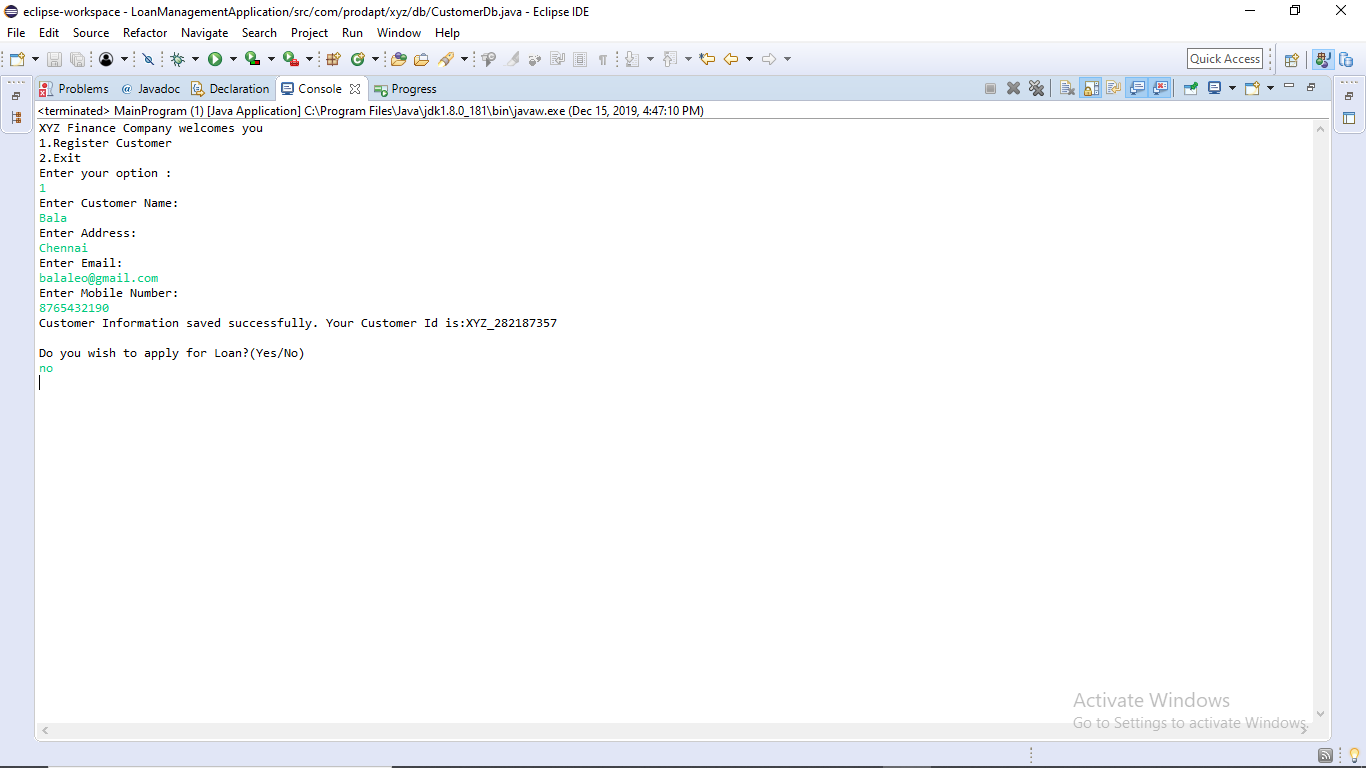 eclipse-workspace - LoanManagementApplication/src/com/prodapt/xyz/db/CustomerDb.java - Eclipse IDE
File Edit Source Refactor Navigate Search Project Run Window Help
Quick Access
Problems @ Javadoc Declaration Console Progress
<terminated> MainProgram (1) [Java Application] C:\Program Files\Java\jdk1.8.0_181\bin\javaw.exe (Dec 15, 2019, 4:47:10 PM)
XYZ Finance Company welcomes you
1.Register Customer
2.Exit
Enter your option :
1
Enter Customer Name:
Bala
Enter Address:
Chennai
Enter Email:
balaleo@gmail.com
Enter Mobile Number:
8765432190
Customer Information saved successfully. Your Customer Id is:XYZ_282187357
Do you wish to apply for Loan?(Yes/No)
no
Activate Windows
Go to Settings to activate Windows.